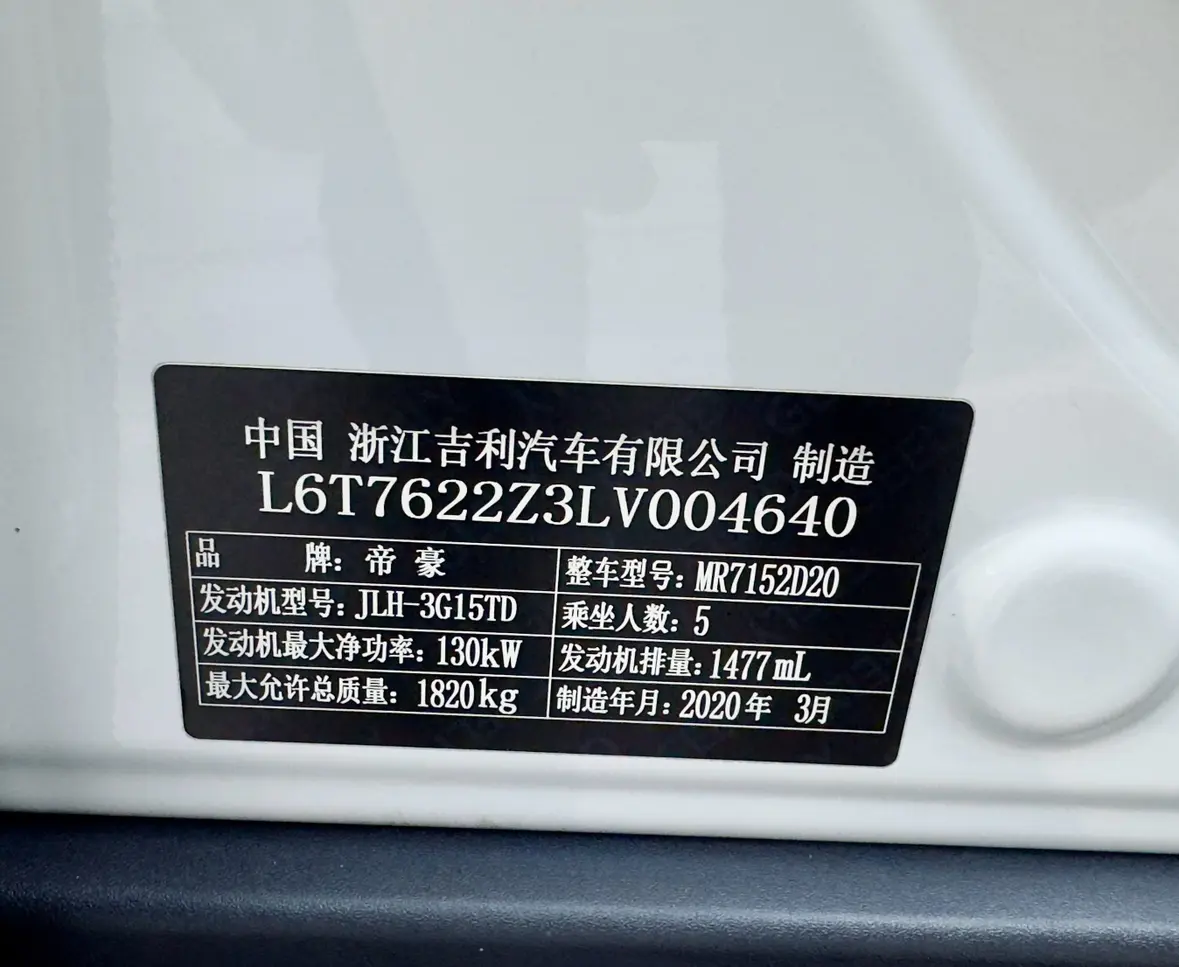 中国 浙江吉利汽车有限公司 制造
L6T7622Z3LV004640
品 牌: 帝豪 整车型号: MR7152D20
发动机型号: JLH-3G15TD 乘坐人数: 5
发动机最大净功率: 130kW 发动机排量: 1477mL
最大允许总质量: 1820kg 制造年月: 2020年 3月